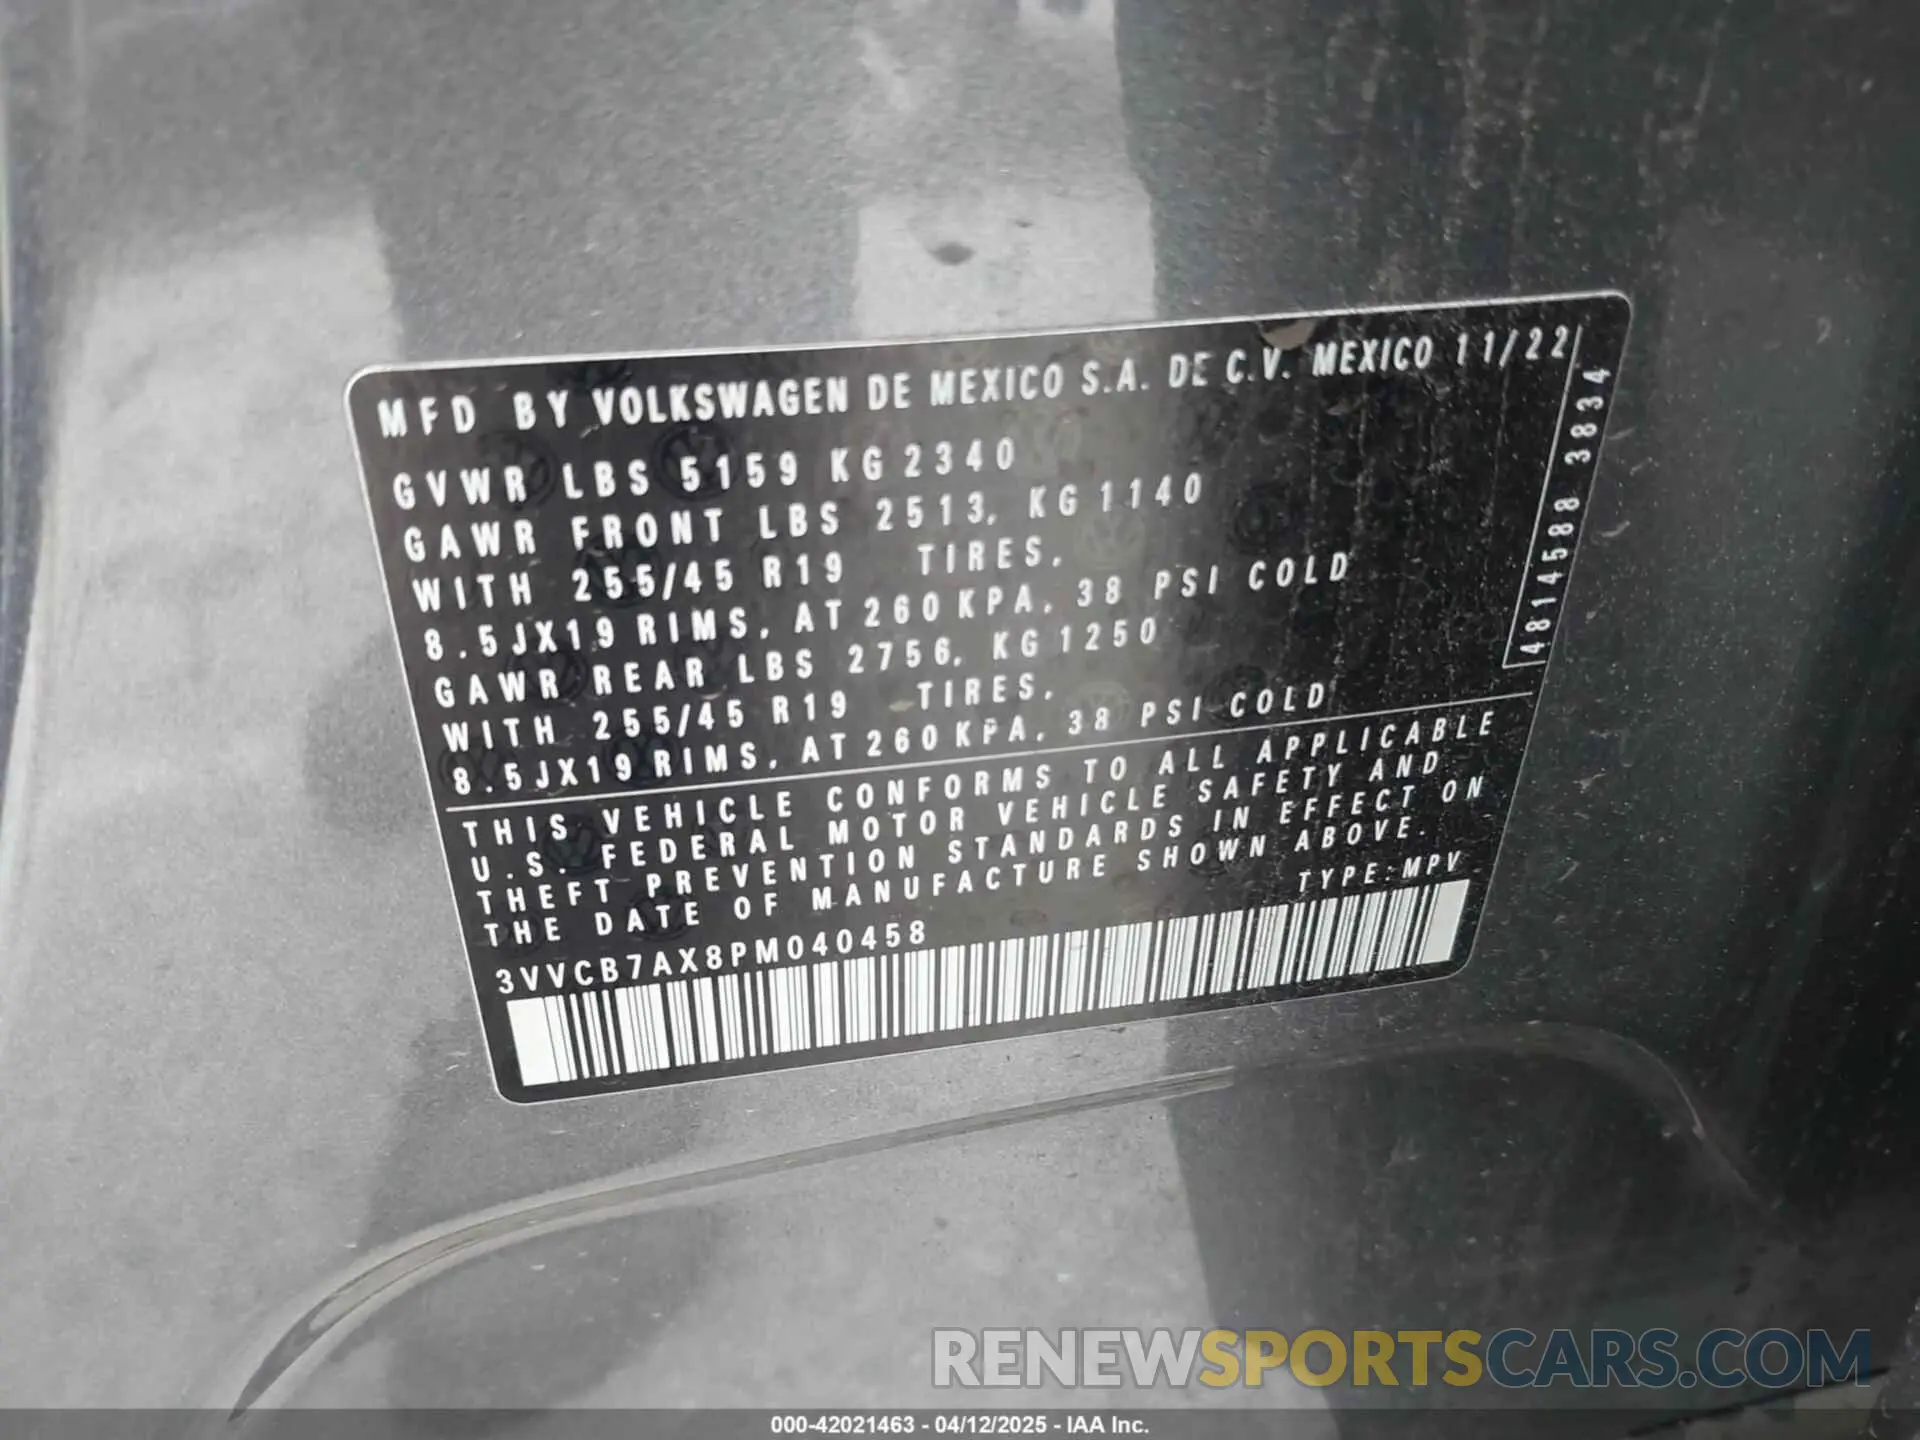 MFD BY VOLKSWAGEN DE MEXICO S.A. DE C.V. MEXICO 11/22
GVWR LBS 5159 KG 2340
GAWR FRONT LBS 2513, KG 1140
WITH 255/45 R19 TIRES,
8.5JX19 RIMS, AT 260 KPA, 38 PSI COLD
GAWR REAR LBS 2756, KG 1250
WITH 255/45 R19 TIRES,
8.5JX19 RIMS, AT 260 KPA, 38 PSI COLD
4814588 3834
THIS VEHICLE CONFORMS TO ALL APPLICABLE
U.S. FEDERAL MOTOR VEHICLE SAFETY AND
THEFT PREVENTION STANDARDS IN EFFECT ON
THE DATE OF MANUFACTURE SHOWN ABOVE.
TYPE: MPV
3VVCB7AX8PM040458
RENEWSPORTSCARS.COM
000-42021463 - 04/12/2025 - IAA Inc.